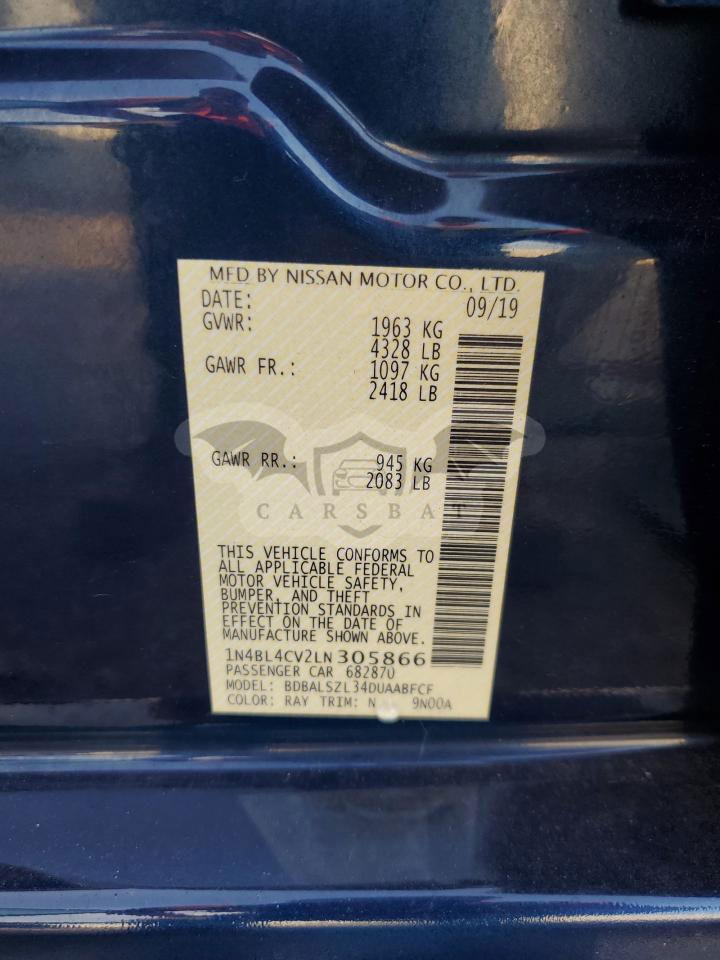 MFD BY NISSAN MOTOR CO., LTD.
DATE: 09/19
GVWR: 1963 KG
4328 LB
GAWR FR.: 1097 KG
2418 LB
GAWR RR.: 945 KG
2083 LB
CARSBAT
THIS VEHICLE CONFORMS TO
ALL APPLICABLE FEDERAL
MOTOR VEHICLE SAFETY,
BUMPER, AND THEFT
PREVENTION STANDARDS IN
EFFECT ON THE DATE OF
MANUFACTURE SHOWN ABOVE.
1N4BL4CV2LN305866
PASSENGER CAR 682870
MODEL: BDBALSZL34DUAABFCF
COLOR: RAY TRIM: 9N00A